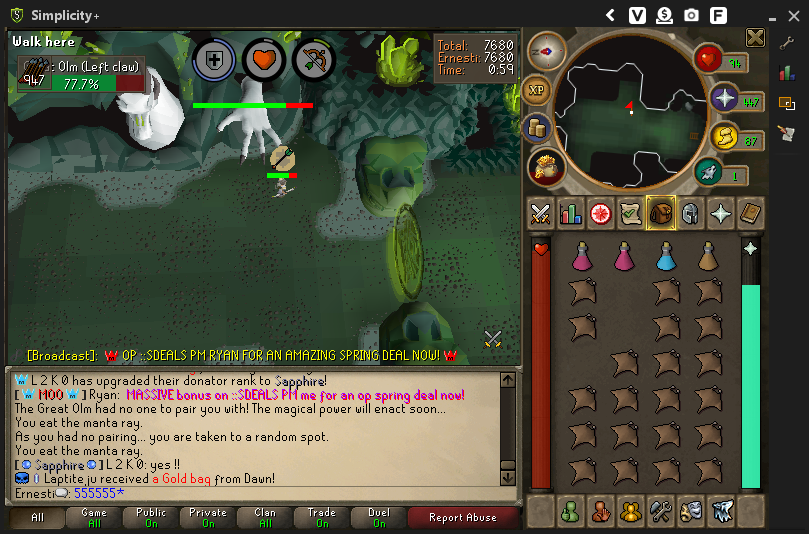 Simplicity+
Walk here
: Olm (Left claw)
947
77.7%
Total: 7680
Ernesti: 7680
Time: 0:59
XP
94
447
87
1
[Broadcast]: OP ::SDEALS PM RYAN FOR AN AMAZING SPRING DEAL NOW!
L 2 K 0 has upgraded their donator rank to Sapphire!
[ MOO ] Ryan: MASSIVE bonus on ::SDEALS PM me for an op spring deal now!
The Great Olm had no one to pair you with! The magical power will enact soon...
You eat the manta ray.
As you had no pairing... you are taken to a random spot.
You eat the manta ray.
[ Sapphire ] L 2 K 0: yes !!
Laptite,ju received a Gold bag from Dawn!
Ernesti: 555555*
All
Game
All
Public
On
Private
On
Clan
All
Trade
On
Duel
On
Report Abuse